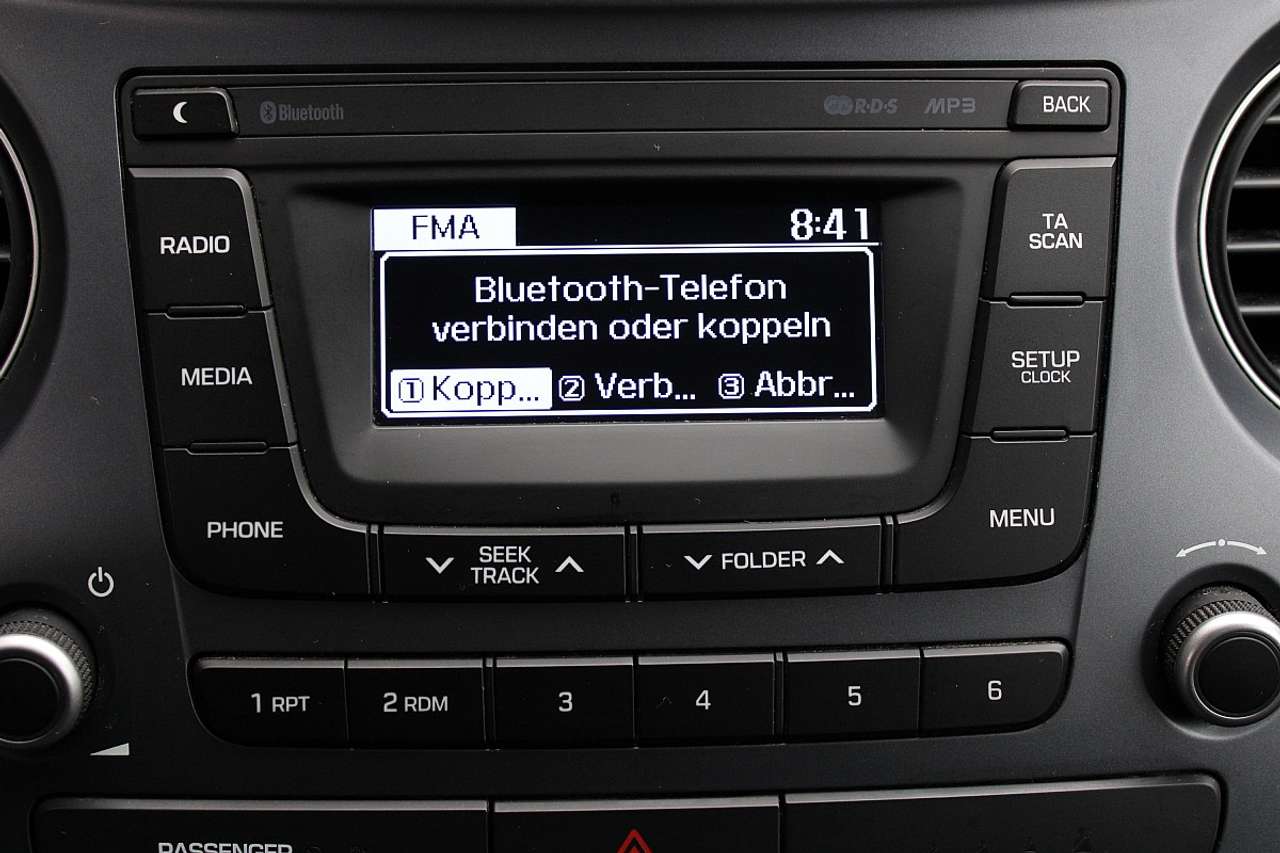 Bluetooth
R·D·S
MP3
BACK
FMA
8:41
RADIO
TA
SCAN
Bluetooth-Telefon
verbinden oder koppeln
MEDIA
SETUP
CLOCK
1 Kopp... 2 Verb... 3 Abbr...
PHONE
SEEK
TRACK
FOLDER
MENU
1 RPT
2 RDM
3
4
5
6
PASSENGER